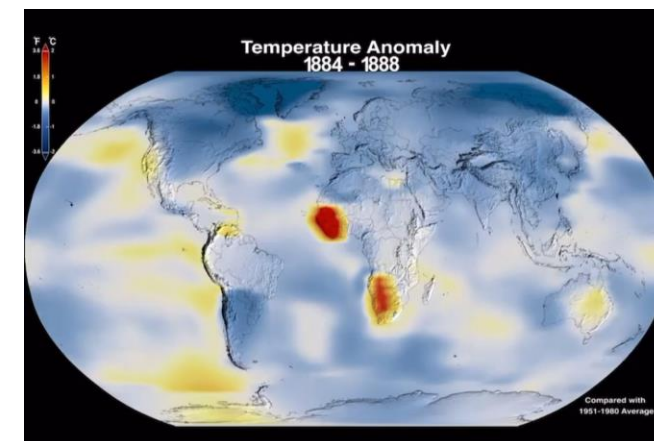 °F °C
Temperature Anomaly
1884 - 1888
Compared with
1951-1980 Average